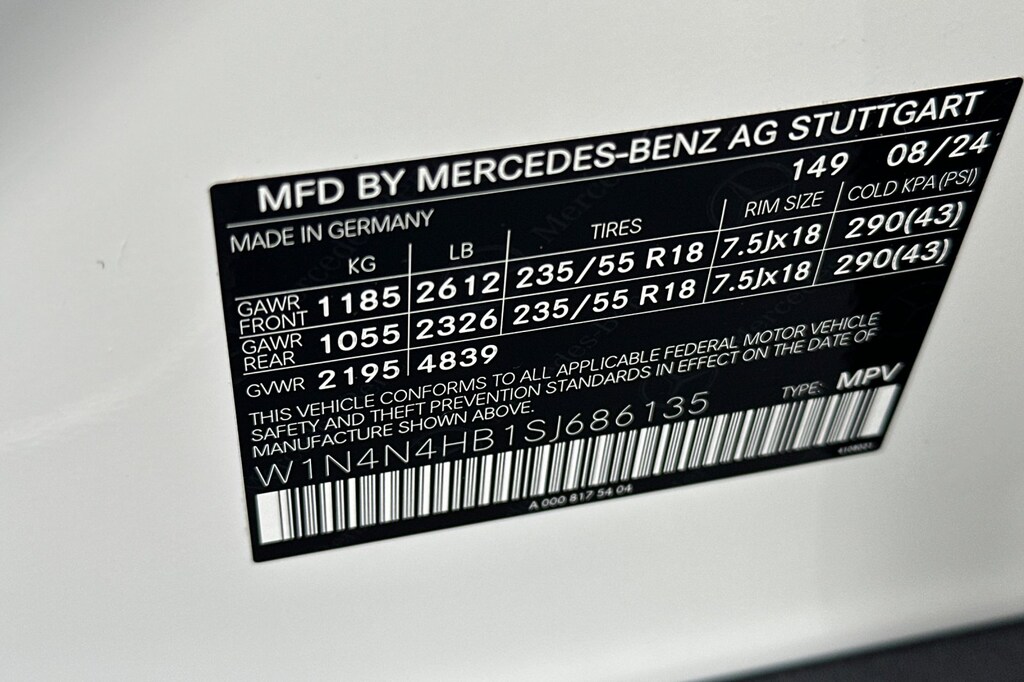 MFD BY MERCEDES-BENZ AG STUTTGART
MADE IN GERMANY 149 08/24
KG LB TIRES RIM SIZE COLD KPA (PSI)
GAWR FRONT 1185 2612 235/55 R18 7.5Jx18 290(43)
GAWR REAR 1055 2326 235/55 R18 7.5Jx18 290(43)
GVWR 2195 4839
THIS VEHICLE CONFORMS TO ALL APPLICABLE FEDERAL MOTOR VEHICLE
SAFETY AND THEFT PREVENTION STANDARDS IN EFFECT ON THE DATE OF
MANUFACTURE SHOWN ABOVE.
W1N4N4HB1SJ686135 TYPE: MPV
A 000 817 54 04